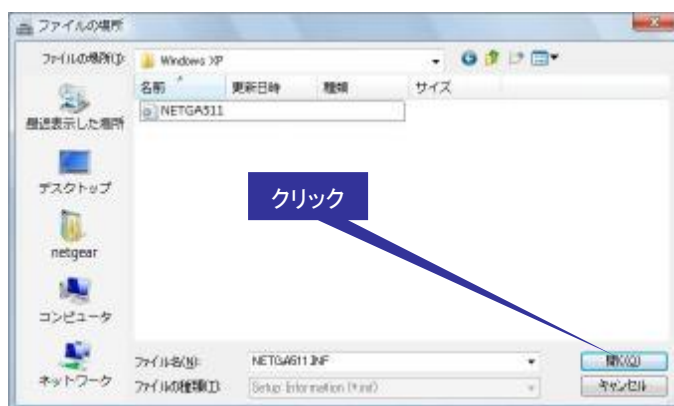 ファイルの場所
ファイルの場所(I):
Windows XP
名前
更新日時
種類
サイズ
NETGA511
最近表示した場所
デスクトップ
netgear
コンピュータ
ネットワーク
クリック
ファイル名(N):
NETGA511.INF
開く(O)
ファイルの種類(T):
Setup Information (*.inf)
キャンセル